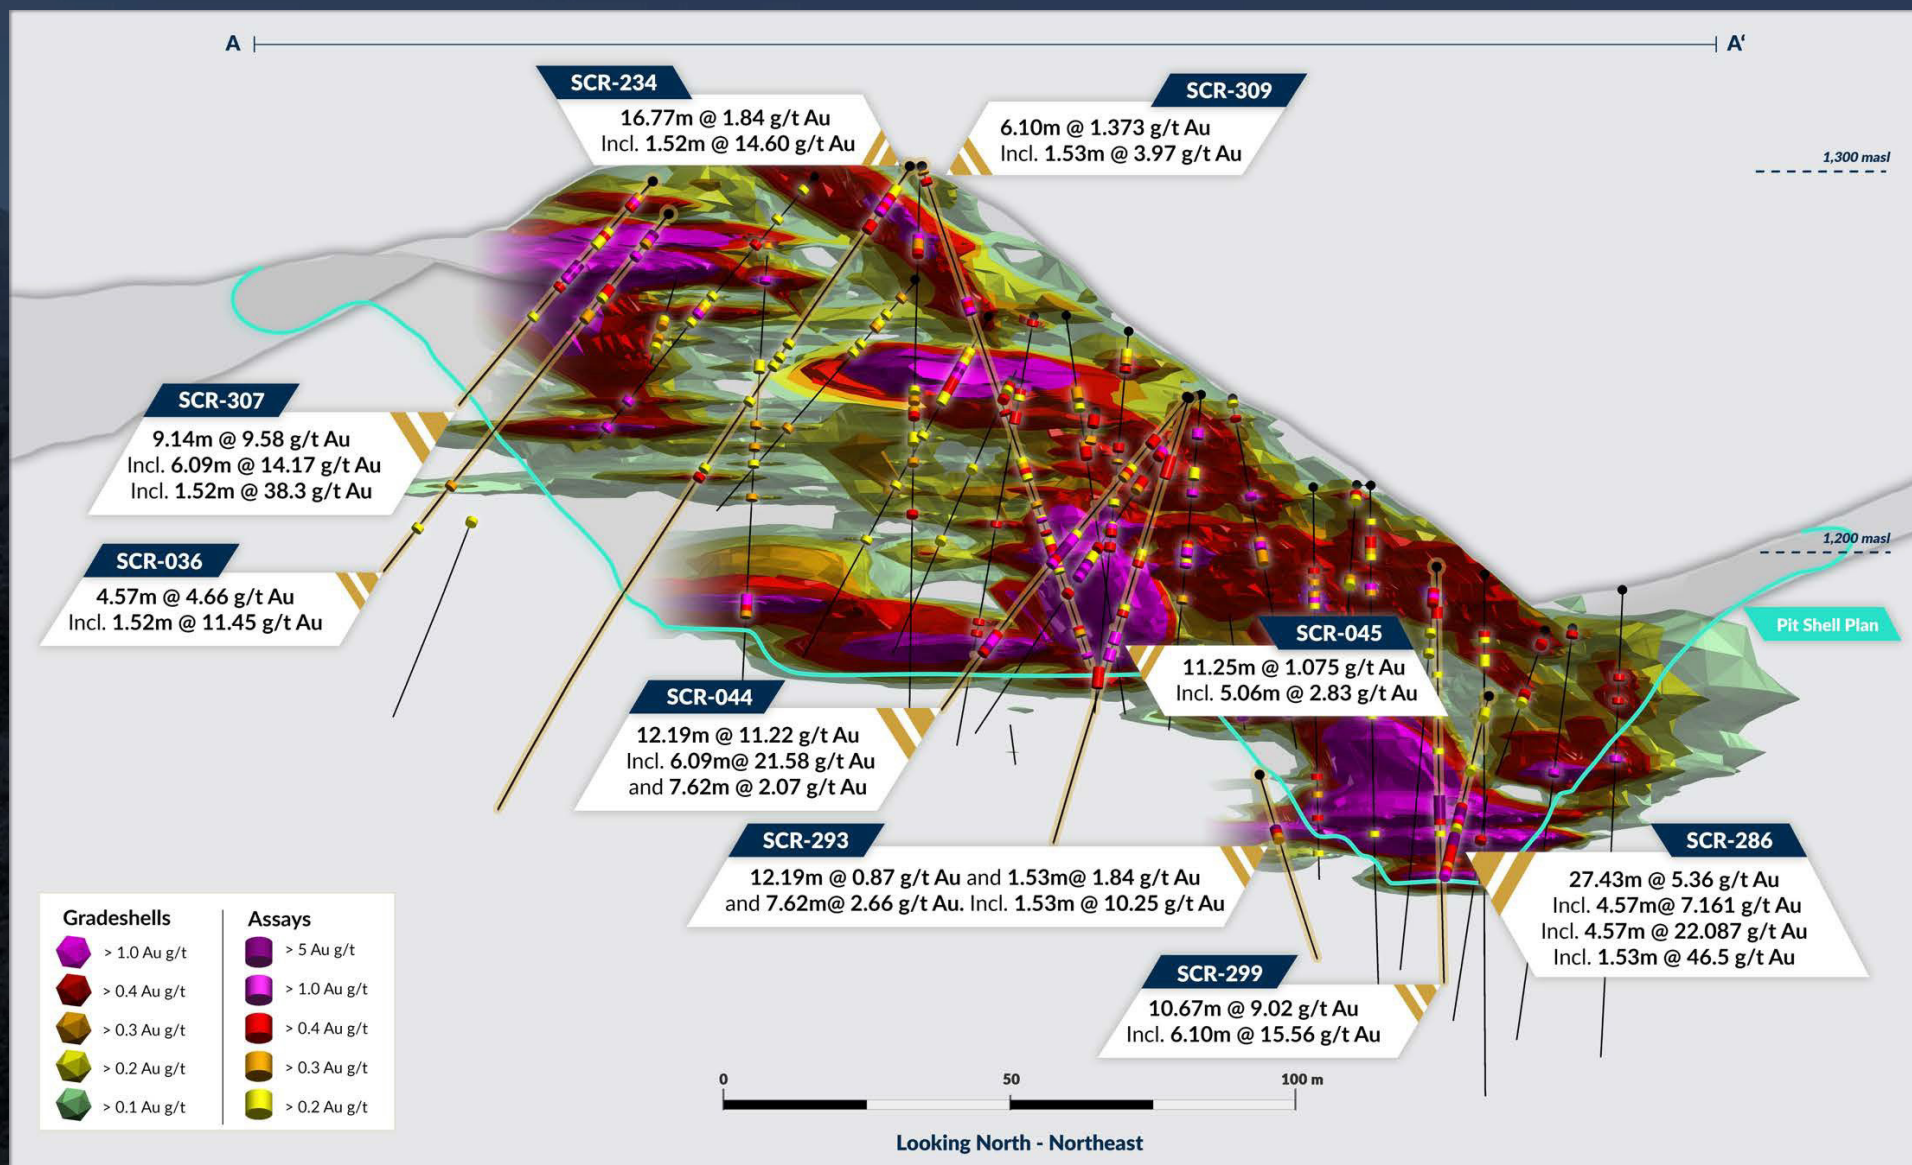 A
A'
SCR-234
16.77m @ 1.84 g/t Au
Incl. 1.52m @ 14.60 g/t Au
SCR-309
6.10m @ 1.373 g/t Au
Incl. 1.53m @ 3.97 g/t Au
1,300 masl
SCR-307
9.14m @ 9.58 g/t Au
Incl. 6.09m @ 14.17 g/t Au
Incl. 1.52m @ 38.3 g/t Au
1,200 masl
SCR-036
4.57m @ 4.66 g/t Au
Incl. 1.52m @ 11.45 g/t Au
Pit Shell Plan
SCR-045
11.25m @ 1.075 g/t Au
Incl. 5.06m @ 2.83 g/t Au
SCR-044
12.19m @ 11.22 g/t Au
Incl. 6.09m@ 21.58 g/t Au
and 7.62m @ 2.07 g/t Au
SCR-293
12.19m @ 0.87 g/t Au and 1.53m@ 1.84 g/t Au
and 7.62m@ 2.66 g/t Au. Incl. 1.53m @ 10.25 g/t Au
SCR-286
27.43m @ 5.36 g/t Au
Incl. 4.57m@ 7.161 g/t Au
Incl. 4.57m @ 22.087 g/t Au
Incl. 1.53m @ 46.5 g/t Au
SCR-299
10.67m @ 9.02 g/t Au
Incl. 6.10m @ 15.56 g/t Au
Gradeshells
> 1.0 Au g/t
> 0.4 Au g/t
> 0.3 Au g/t
> 0.2 Au g/t
> 0.1 Au g/t
Assays
> 5 Au g/t
> 1.0 Au g/t
> 0.4 Au g/t
> 0.3 Au g/t
> 0.2 Au g/t
0 50 100 m
Looking North - Northeast